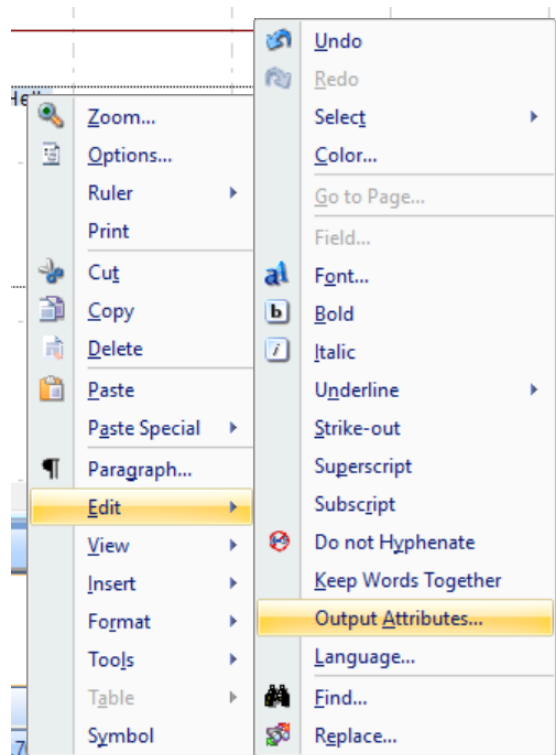 Hell
Zoom...
Options...
Ruler
Print
Cut
Copy
Delete
Paste
Paste Special
Paragraph...
Edit
View
Insert
Format
Tools
Table
Symbol
Undo
Redo
Select
Color...
Go to Page...
Field...
Font...
Bold
Italic
Underline
Strike-out
Superscript
Subscript
Do not Hyphenate
Keep Words Together
Output Attributes...
Language...
Find...
Replace...